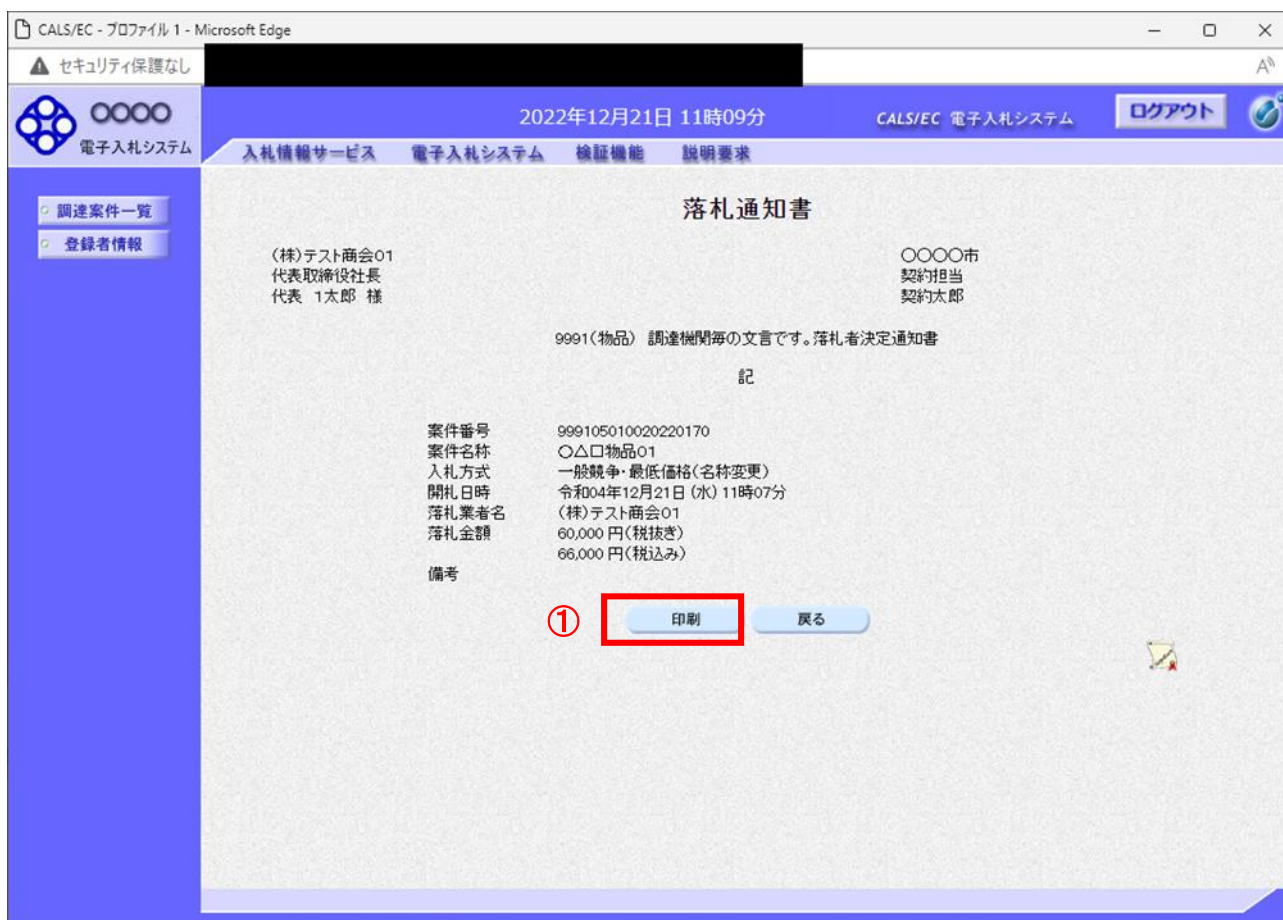 CALS/EC - プロファイル 1 - Microsoft Edge
セキュリティ保護なし
A
〇〇〇〇
電子入札システム
2022年12月21日 11時09分
CALS/EC 電子入札システム
ログアウト
入札情報サービス 電子入札システム 検証機能 説明要求
調達案件一覧
登録者情報
落札通知書
(株)テスト商会01
代表取締役社長
代表 1太郎 様
〇〇〇〇市
契約担当
契約太郎
9991(物品) 調達機関毎の文言です。落札者決定通知書
記
案件番号 999105010020220170
案件名称 〇△口物品01
入札方式 一般競争・最低価格(名称変更)
開札日時 令和04年12月21日 (水) 11時07分
落札業者名 (株)テスト商会01
落札金額 60,000 円(税抜き)
66,000 円(税込み)
備考
① 印刷 戻る